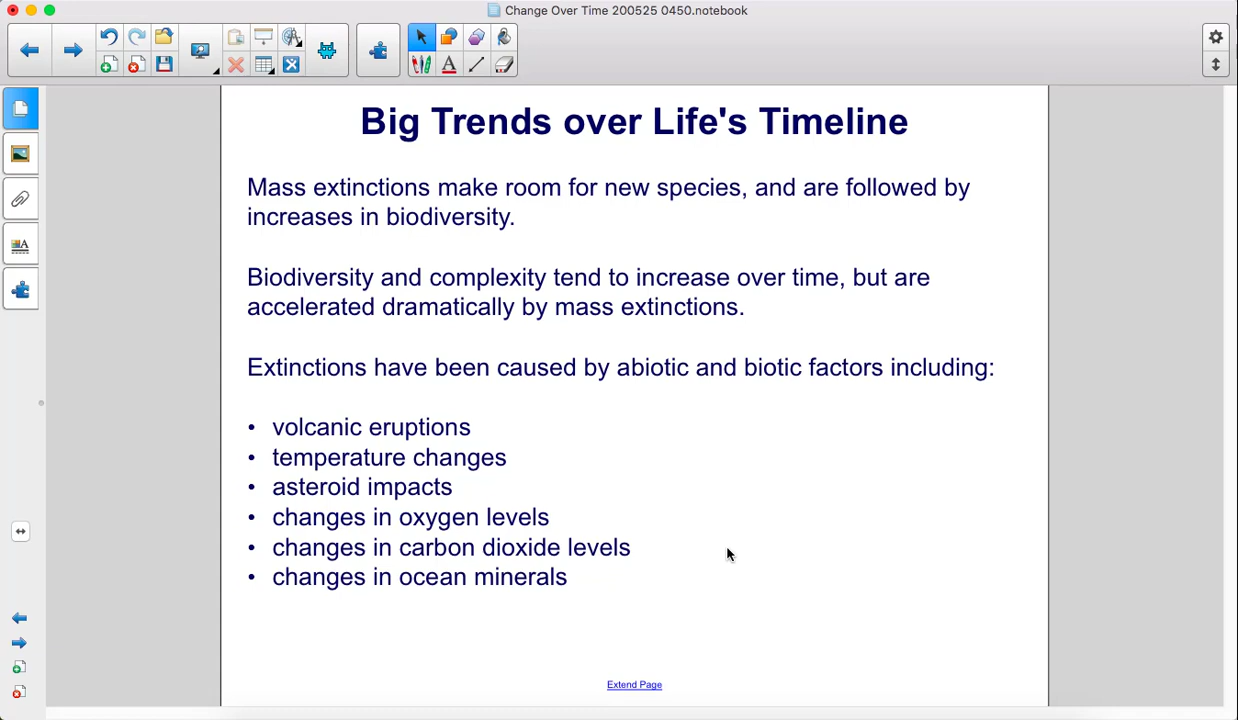 Change Over Time 200525 0450.notebook
Big Trends over Life's Timeline
Mass extinctions make room for new species, and are followed by
increases in biodiversity.
Biodiversity and complexity tend to increase over time, but are
accelerated dramatically by mass extinctions.
Extinctions have been caused by abiotic and biotic factors including:
• volcanic eruptions
• temperature changes
• asteroid impacts
• changes in oxygen levels
• changes in carbon dioxide levels
• changes in ocean minerals
Extend Page